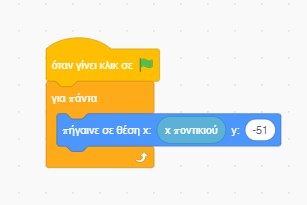 όταν γίνει κλικ σε
για πάντα
πήγαινε σε θέση x: x ποντικιού y: -51